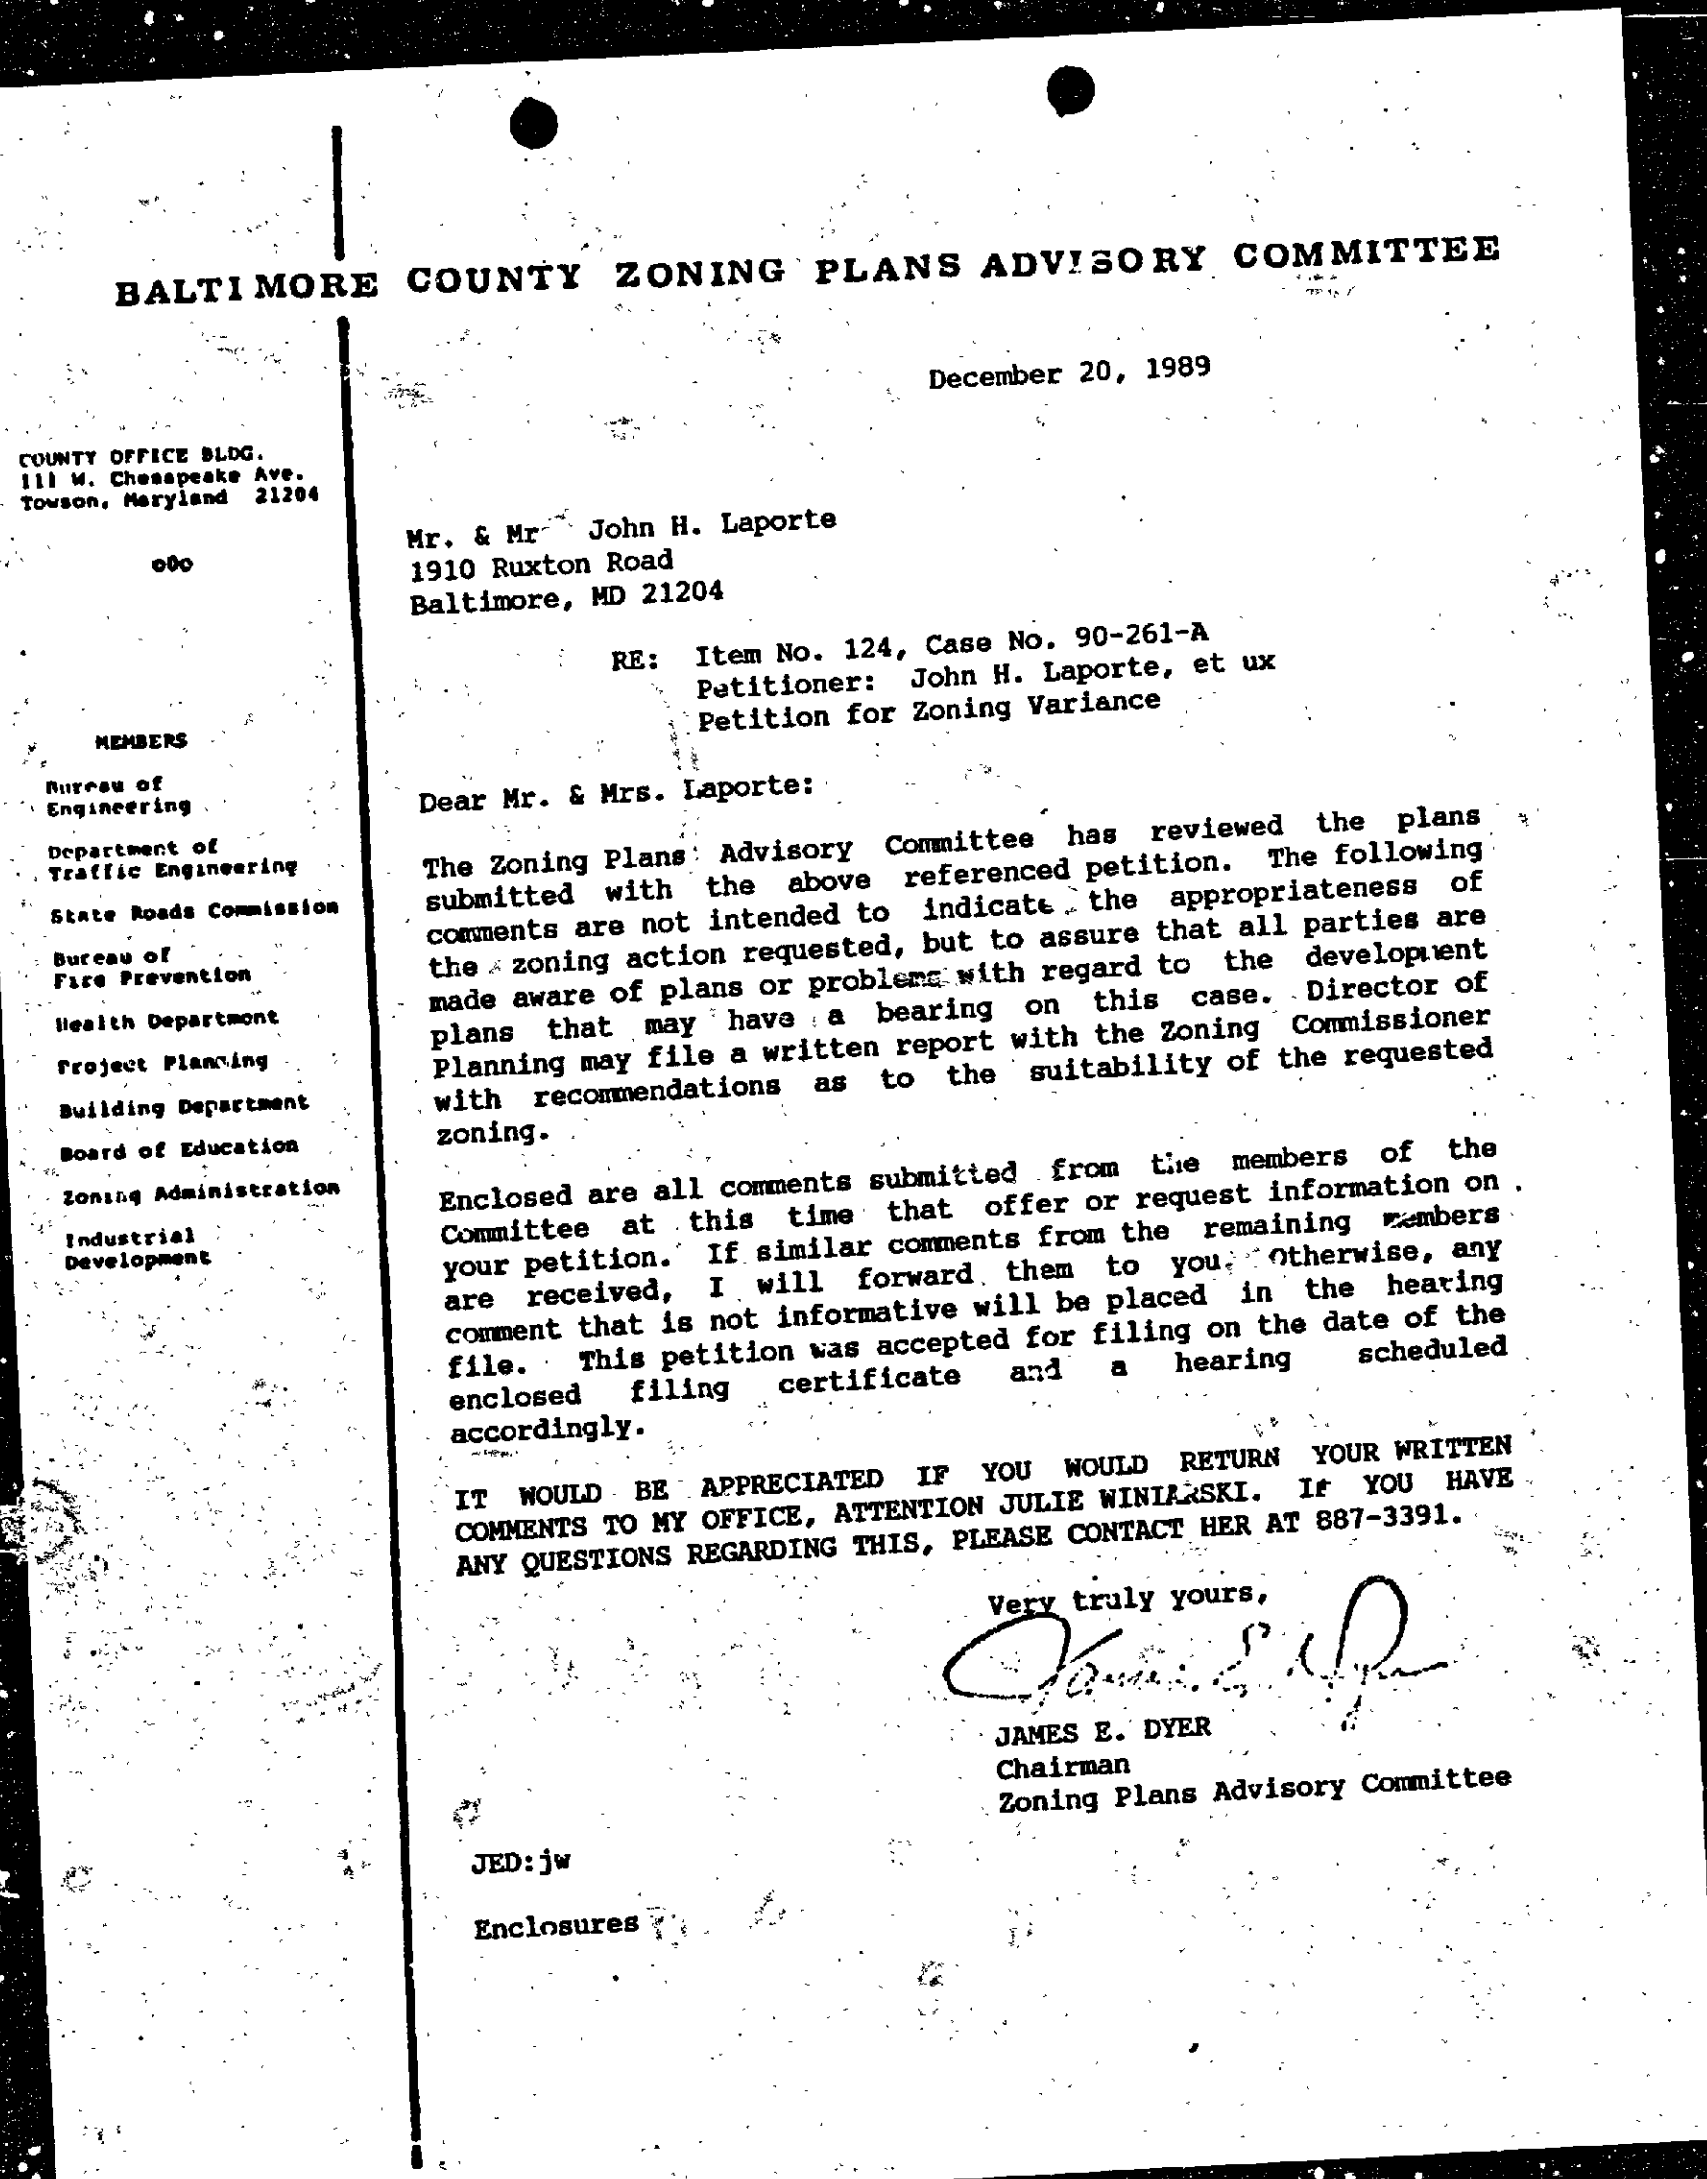 BALTIMORE COUNTY ZONING PLANS ADVISORY COMMITTEE
December 20, 1989
COUNTY OFFICE BLDG.
111 W. Chesapeake Ave.
Towson, Maryland 21204
o0o
MEMBERS
Bureau of
Engineering
Department of
Traffic Engineering
State Roads Commission
Bureau of
Fire Prevention
Health Department
Project Planning
Building Department
Board of Education
Zoning Administration
Industrial
Development
Mr. & Mr John H. Laporte
1910 Ruxton Road
Baltimore, MD 21204
RE: Item No. 124, Case No. 90-261-A
Petitioner: John H. Laporte, et ux
Petition for Zoning Variance
Dear Mr. & Mrs. Laporte:
The Zoning Plans Advisory Committee has reviewed the plans
submitted with the above referenced petition. The following
comments are not intended to indicate the appropriateness of
the zoning action requested, but to assure that all parties are
made aware of plans or problems with regard to the development
plans that may have a bearing on this case. Director of
Planning may file a written report with the Zoning Commissioner
with recommendations as to the suitability of the requested
zoning.
Enclosed are all comments submitted from the members of the
Committee at this time that offer or request information on
your petition. If similar comments from the remaining members
are received, I will forward them to you. Otherwise, any
comment that is not informative will be placed in the hearing
file. This petition was accepted for filing on the date of the
enclosed filing certificate and a hearing scheduled
accordingly.
IT WOULD BE APPRECIATED IF YOU WOULD RETURN YOUR WRITTEN
COMMENTS TO MY OFFICE, ATTENTION JULIE WINIARSKI. IF YOU HAVE
ANY QUESTIONS REGARDING THIS, PLEASE CONTACT HER AT 887-3391.
Very truly yours,
James E. Dyer
JAMES E. DYER
Chairman
Zoning Plans Advisory Committee
JED:jw
Enclosures